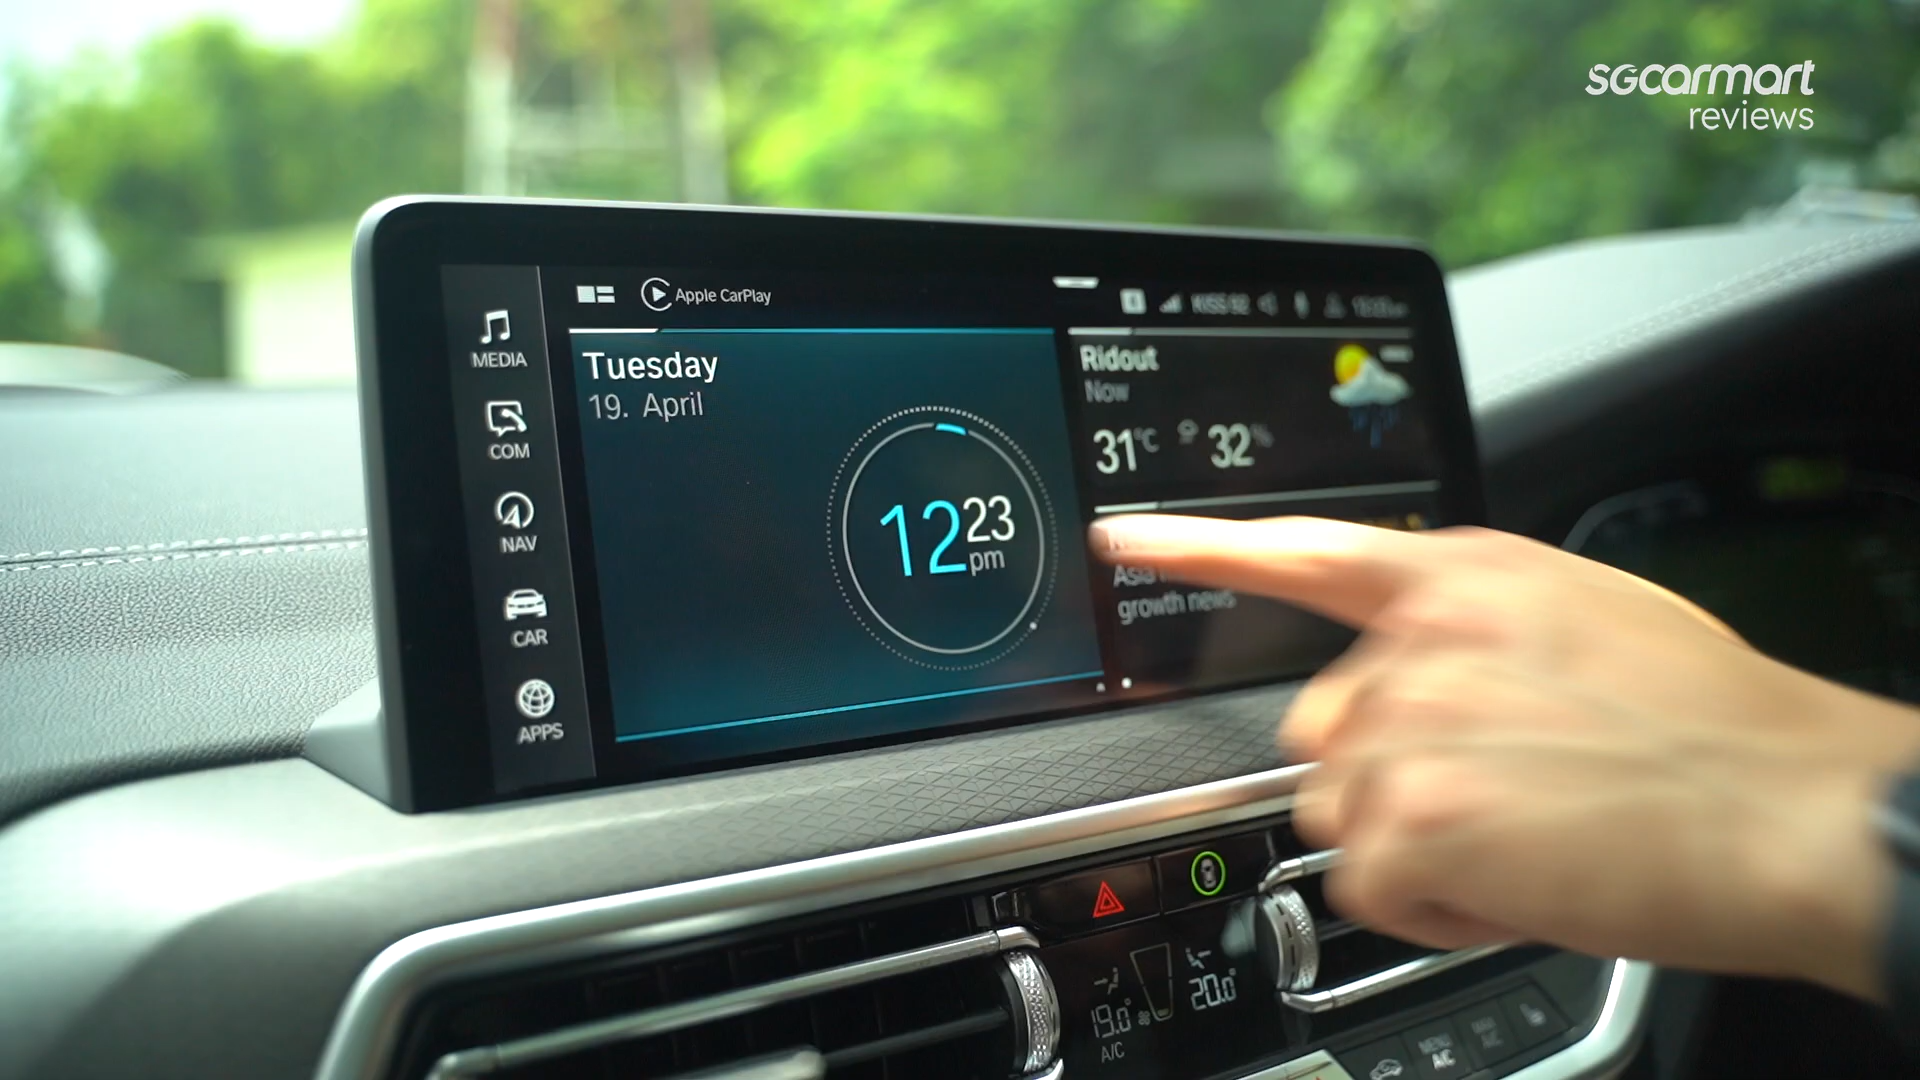 sgcarmart
reviews
Apple CarPlay
KISS 92
MEDIA
COM
NAV
CAR
APPS
Tuesday
19. April
12 23
pm
Ridout
Now
31°C 32%
Asia
growth news
19.0°
A/C
20.0°
MENU
A/C